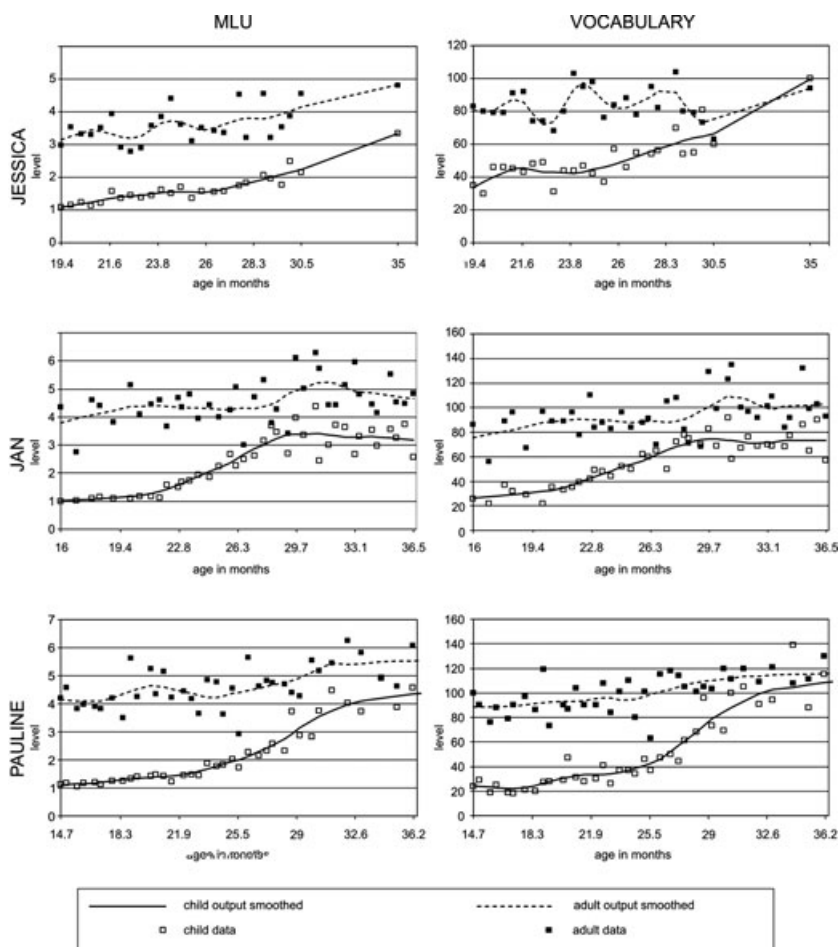 MLU VOCABULARY
JESSICA
level
5
4
3
2
1
0
19.4 21.6 23.8 26 28.3 30.5 35
age in months
level
120
100
80
60
40
20
0
19.4 21.6 23.8 26 28.3 30.5 35
age in months
JAN
level
7
6
5
4
3
2
1
0
16 19.4 22.8 26.3 29.7 33.1 36.5
age in months
level
160
140
120
100
80
60
40
20
0
16 19.4 22.8 26.3 29.7 33.1 36.5
age in months
PAULINE
level
7
6
5
4
3
2
1
0
14.7 18.3 21.9 25.5 29 32.6 36.2
age in months
level
160
140
120
100
80
60
40
20
0
14.7 18.3 21.9 25.5 29 32.6 36.2
age in months
child output smoothed adult output smoothed
child data adult data